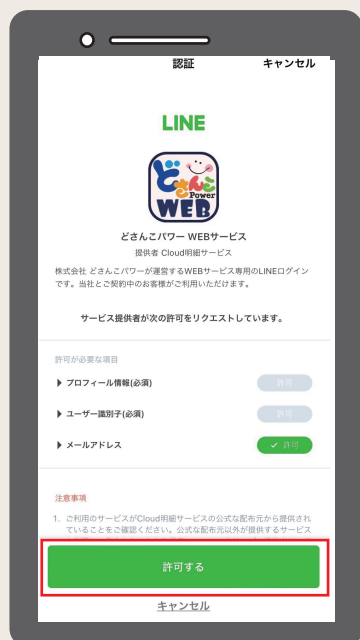 認証 キャンセル
LINE
どさんこ
Power
WEB
どさんこパワー WEBサービス
提供者 Cloud明細サービス
株式会社 どさんこパワーが運営するWEBサービス専用のLINEログイン
です。当社とご契約中のお客様がご利用いただけます。
サービス提供者が次の許可をリクエストしています。
許可が必要な項目
プロフィール情報(必須) 許可
ユーザー識別子(必須) 許可
メールアドレス 許可
注意事項
1. ご利用のサービスがCloud明細サービスの公式な配布元から提供され
ていることをご確認ください。公式な配布元以外が提供するサービス
許可する
キャンセル